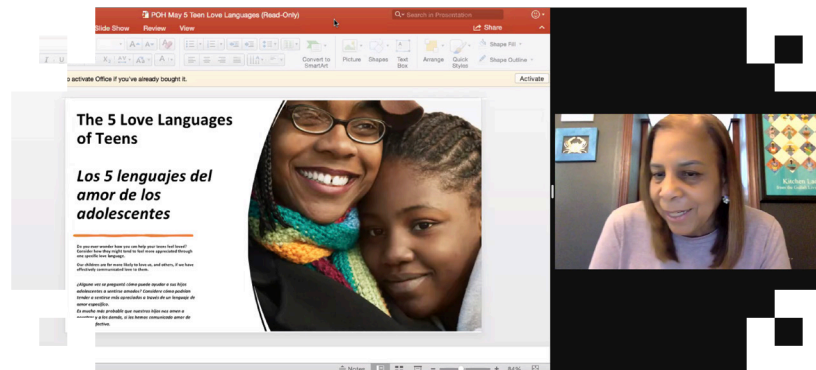 POH May 5 Teen Love Languages (Read-Only)
Search in Presentation
Slide Show Review View
Share
Convert to
SmartArt
Picture
Shapes
Text
Box
Arrange
Quick
Styles
Shape Fill
Shape Outline
o activate Office if you've already bought it.
Activate
The 5 Love Languages
of Teens
Los 5 lenguajes del
amor de los
adolescentes
Do you ever wonder how you can help your teens feel loved?
Consider how they might tend to feel more appreciated through
one specific love language.
Our children are far more likely to love us, and others, if we have
effectively communicated love to them.
¿Alguna vez se preguntó cómo puede ayudar a sus hijos
adolescentes a sentirse amados? Considere cómo podrían
tender a sentirse más apreciados a través de un lenguaje de
amor específico.
Es mucho más probable que nuestros hijos nos amen a
y a los demás, si les hemos comunicado amor de
fectiva.
Notes
84%